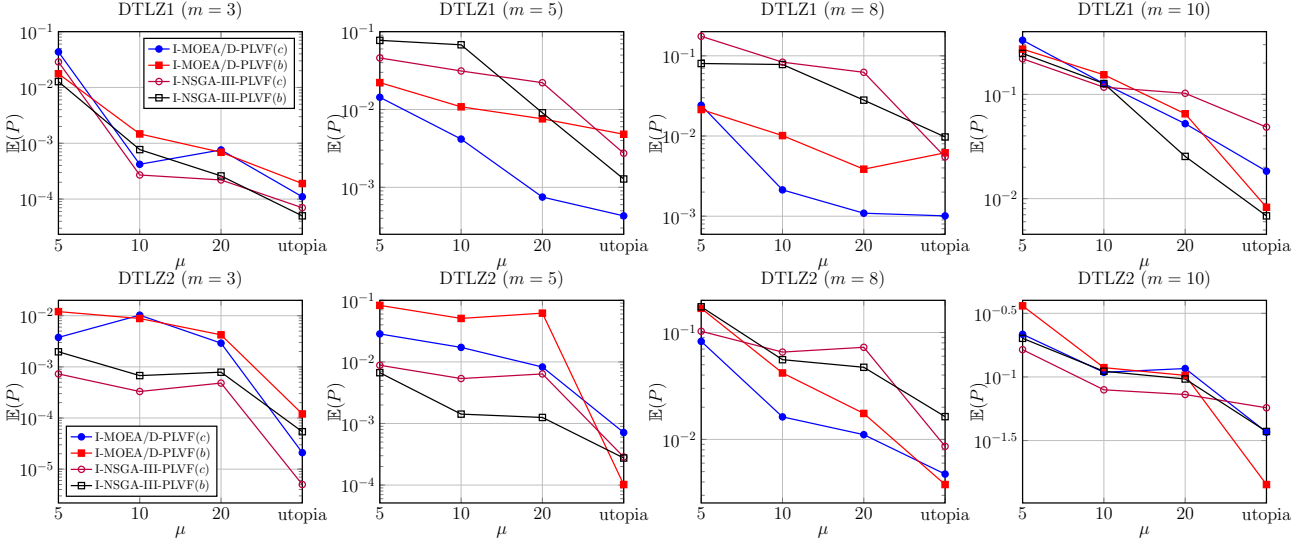 DTLZ1 (m = 3)
10⁻¹
10⁻²
10⁻³
10⁻⁴
𝔼(P)
I-MOEA/D-PLVF(c)
I-MOEA/D-PLVF(b)
I-NSGA-III-PLVF(c)
I-NSGA-III-PLVF(b)
5 10 20 utopia
μ
DTLZ1 (m = 5)
10⁻¹
10⁻²
10⁻³
𝔼(P)
5 10 20 utopia
μ
DTLZ1 (m = 8)
10⁻¹
10⁻²
10⁻³
𝔼(P)
5 10 20 utopia
μ
DTLZ1 (m = 10)
10⁻¹
10⁻²
𝔼(P)
5 10 20 utopia
μ
DTLZ2 (m = 3)
10⁻²
10⁻³
10⁻⁴
10⁻⁵
𝔼(P)
I-MOEA/D-PLVF(c)
I-MOEA/D-PLVF(b)
I-NSGA-III-PLVF(c)
I-NSGA-III-PLVF(b)
5 10 20 utopia
μ
DTLZ2 (m = 5)
10⁻¹
10⁻²
10⁻³
10⁻⁴
𝔼(P)
5 10 20 utopia
μ
DTLZ2 (m = 8)
10⁻¹
10⁻²
𝔼(P)
5 10 20 utopia
μ
DTLZ2 (m = 10)
10⁻⁰·⁵
10⁻¹
10⁻¹·⁵
𝔼(P)
5 10 20 utopia
μ